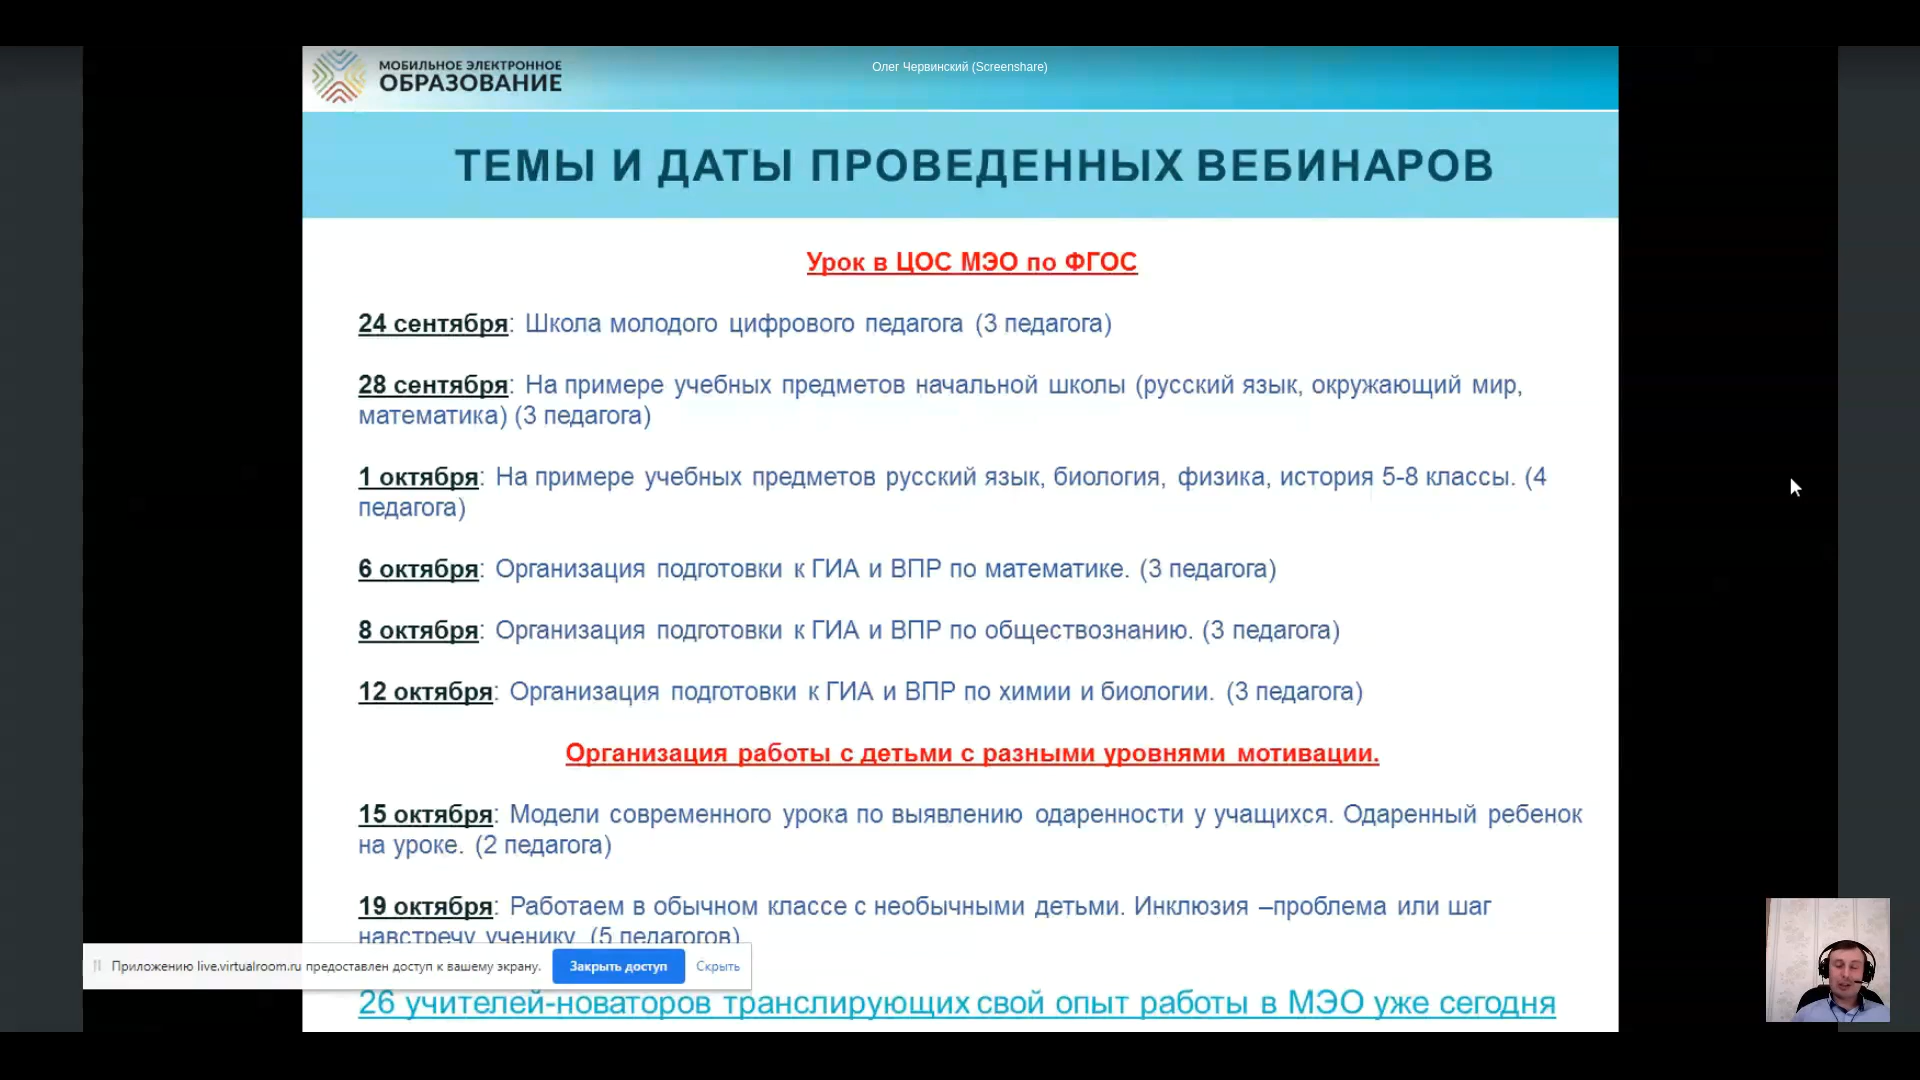 МОБИЛЬНОЕ ЭЛЕКТРОННОЕ
ОБРАЗОВАНИЕ
Олег Червинский (Screenshare)
ТЕМЫ И ДАТЫ ПРОВЕДЕННЫХ ВЕБИНАРОВ
Урок в ЦОС МЭО по ФГОС
24 сентября: Школа молодого цифрового педагога (3 педагога)
28 сентября: На примере учебных предметов начальной школы (русский язык, окружающий мир,
математика) (3 педагога)
1 октября: На примере учебных предметов русский язык, биология, физика, история 5-8 классы. (4
педагога)
6 октября: Организация подготовки к ГИА и ВПР по математике. (3 педагога)
8 октября: Организация подготовки к ГИА и ВПР по обществознанию. (3 педагога)
12 октября: Организация подготовки к ГИА и ВПР по химии и биологии. (3 педагога)
Организация работы с детьми с разными уровнями мотивации.
15 октября: Модели современного урока по выявлению одаренности у учащихся. Одаренный ребенок
на уроке. (2 педагога)
19 октября: Работаем в обычном классе с необычными детьми. Инклюзия –проблема или шаг
навстречу ученику. (5 педагогов)
Приложению live.virtualroom.ru предоставлен доступ к вашему экрану.
Закрыть доступ
Скрыть
26 учителей-новаторов транслирующих свой опыт работы в МЭО уже сегодня